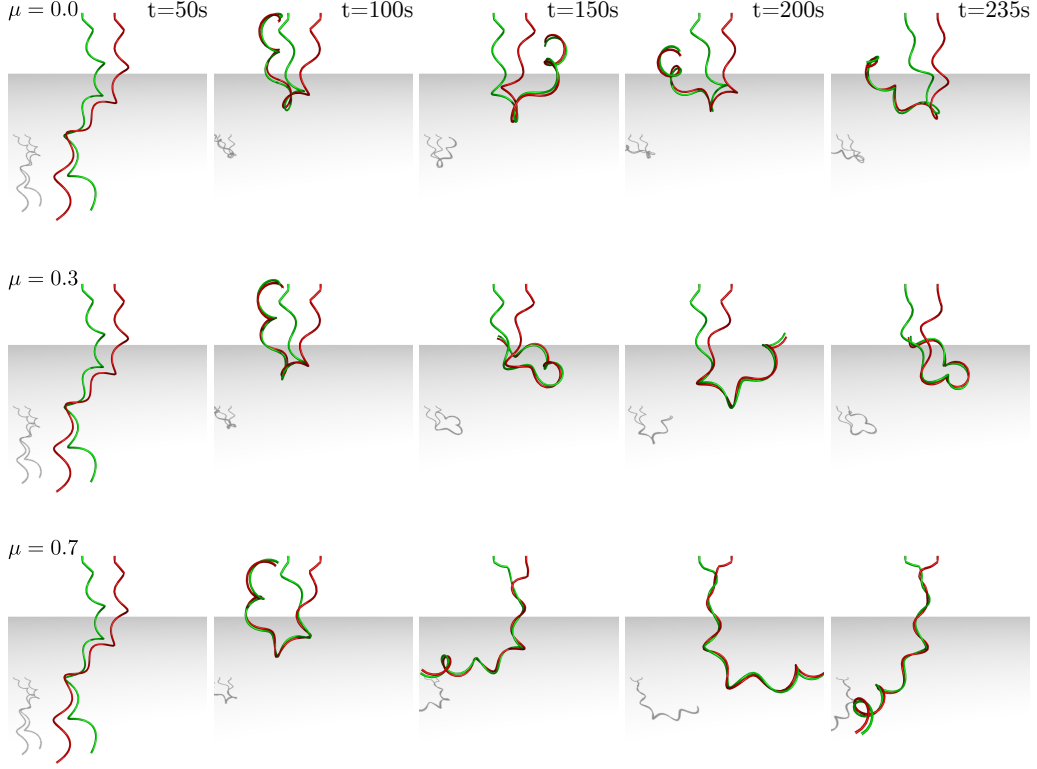 μ = 0.0 t=50s t=100s t=150s t=200s t=235s
μ = 0.3
μ = 0.7